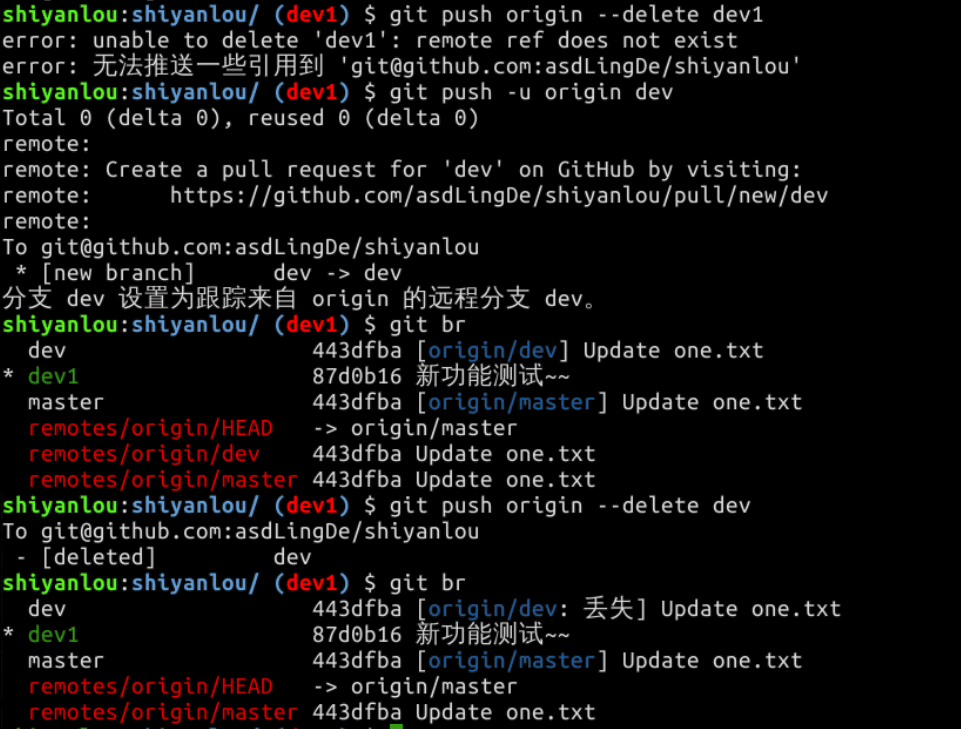 shiyanlou:shiyanlou/ (dev1) $ git push origin --delete dev1
error: unable to delete 'dev1': remote ref does not exist
error: 无法推送一些引用到 'git@github.com:asdLingDe/shiyanlou'
shiyanlou:shiyanlou/ (dev1) $ git push -u origin dev
Total 0 (delta 0), reused 0 (delta 0)
remote:
remote: Create a pull request for 'dev' on GitHub by visiting:
remote:      https://github.com/asdLingDe/shiyanlou/pull/new/dev
remote:
To git@github.com:asdLingDe/shiyanlou
 * [new branch]      dev -> dev
分支 dev 设置为跟踪来自 origin 的远程分支 dev。
shiyanlou:shiyanlou/ (dev1) $ git br
  dev                   443dfba [origin/dev] Update one.txt
* dev1                  87d0b16 新功能测试~~
  master                443dfba [origin/master] Update one.txt
  remotes/origin/HEAD   -> origin/master
  remotes/origin/dev    443dfba Update one.txt
  remotes/origin/master 443dfba Update one.txt
shiyanlou:shiyanlou/ (dev1) $ git push origin --delete dev
To git@github.com:asdLingDe/shiyanlou
 - [deleted]         dev
shiyanlou:shiyanlou/ (dev1) $ git br
  dev                   443dfba [origin/dev: 丢失] Update one.txt
* dev1                  87d0b16 新功能测试~~
  master                443dfba [origin/master] Update one.txt
  remotes/origin/HEAD   -> origin/master
  remotes/origin/master 443dfba Update one.txt